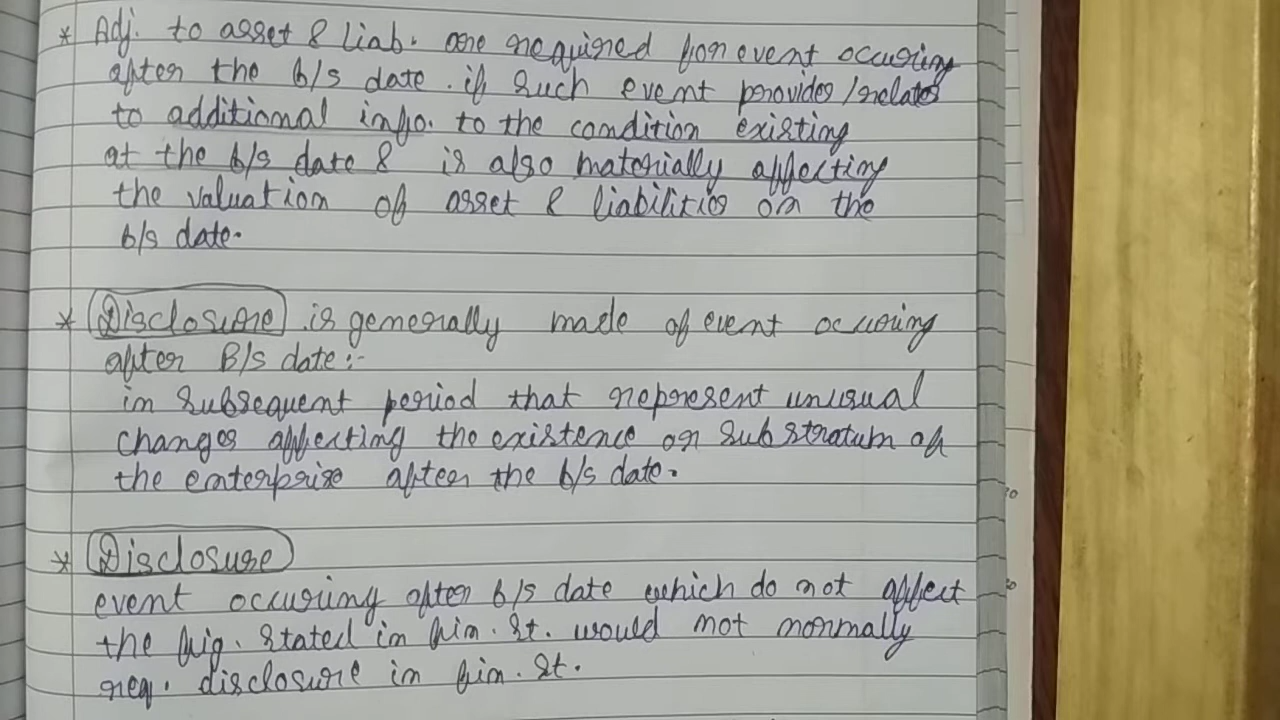 * Adj. to asset & liab. are required for event occuring
after the b/s date. if such event provides/relates
to additional info. to the condition existing
at the b/s date & is also materially affecting
the valuation of asset & liabilities on the
b/s date.
* Disclosure is generally made of event occuring
after B/s date:-
in subsequent period that represent unusual
changes affecting the existence or substratum of
the enterprise after the b/s date.
* Disclosure
event occuring after b/s date which do not affect
the fig. stated in fin. st. would not normally
req. disclosure in fin. st.